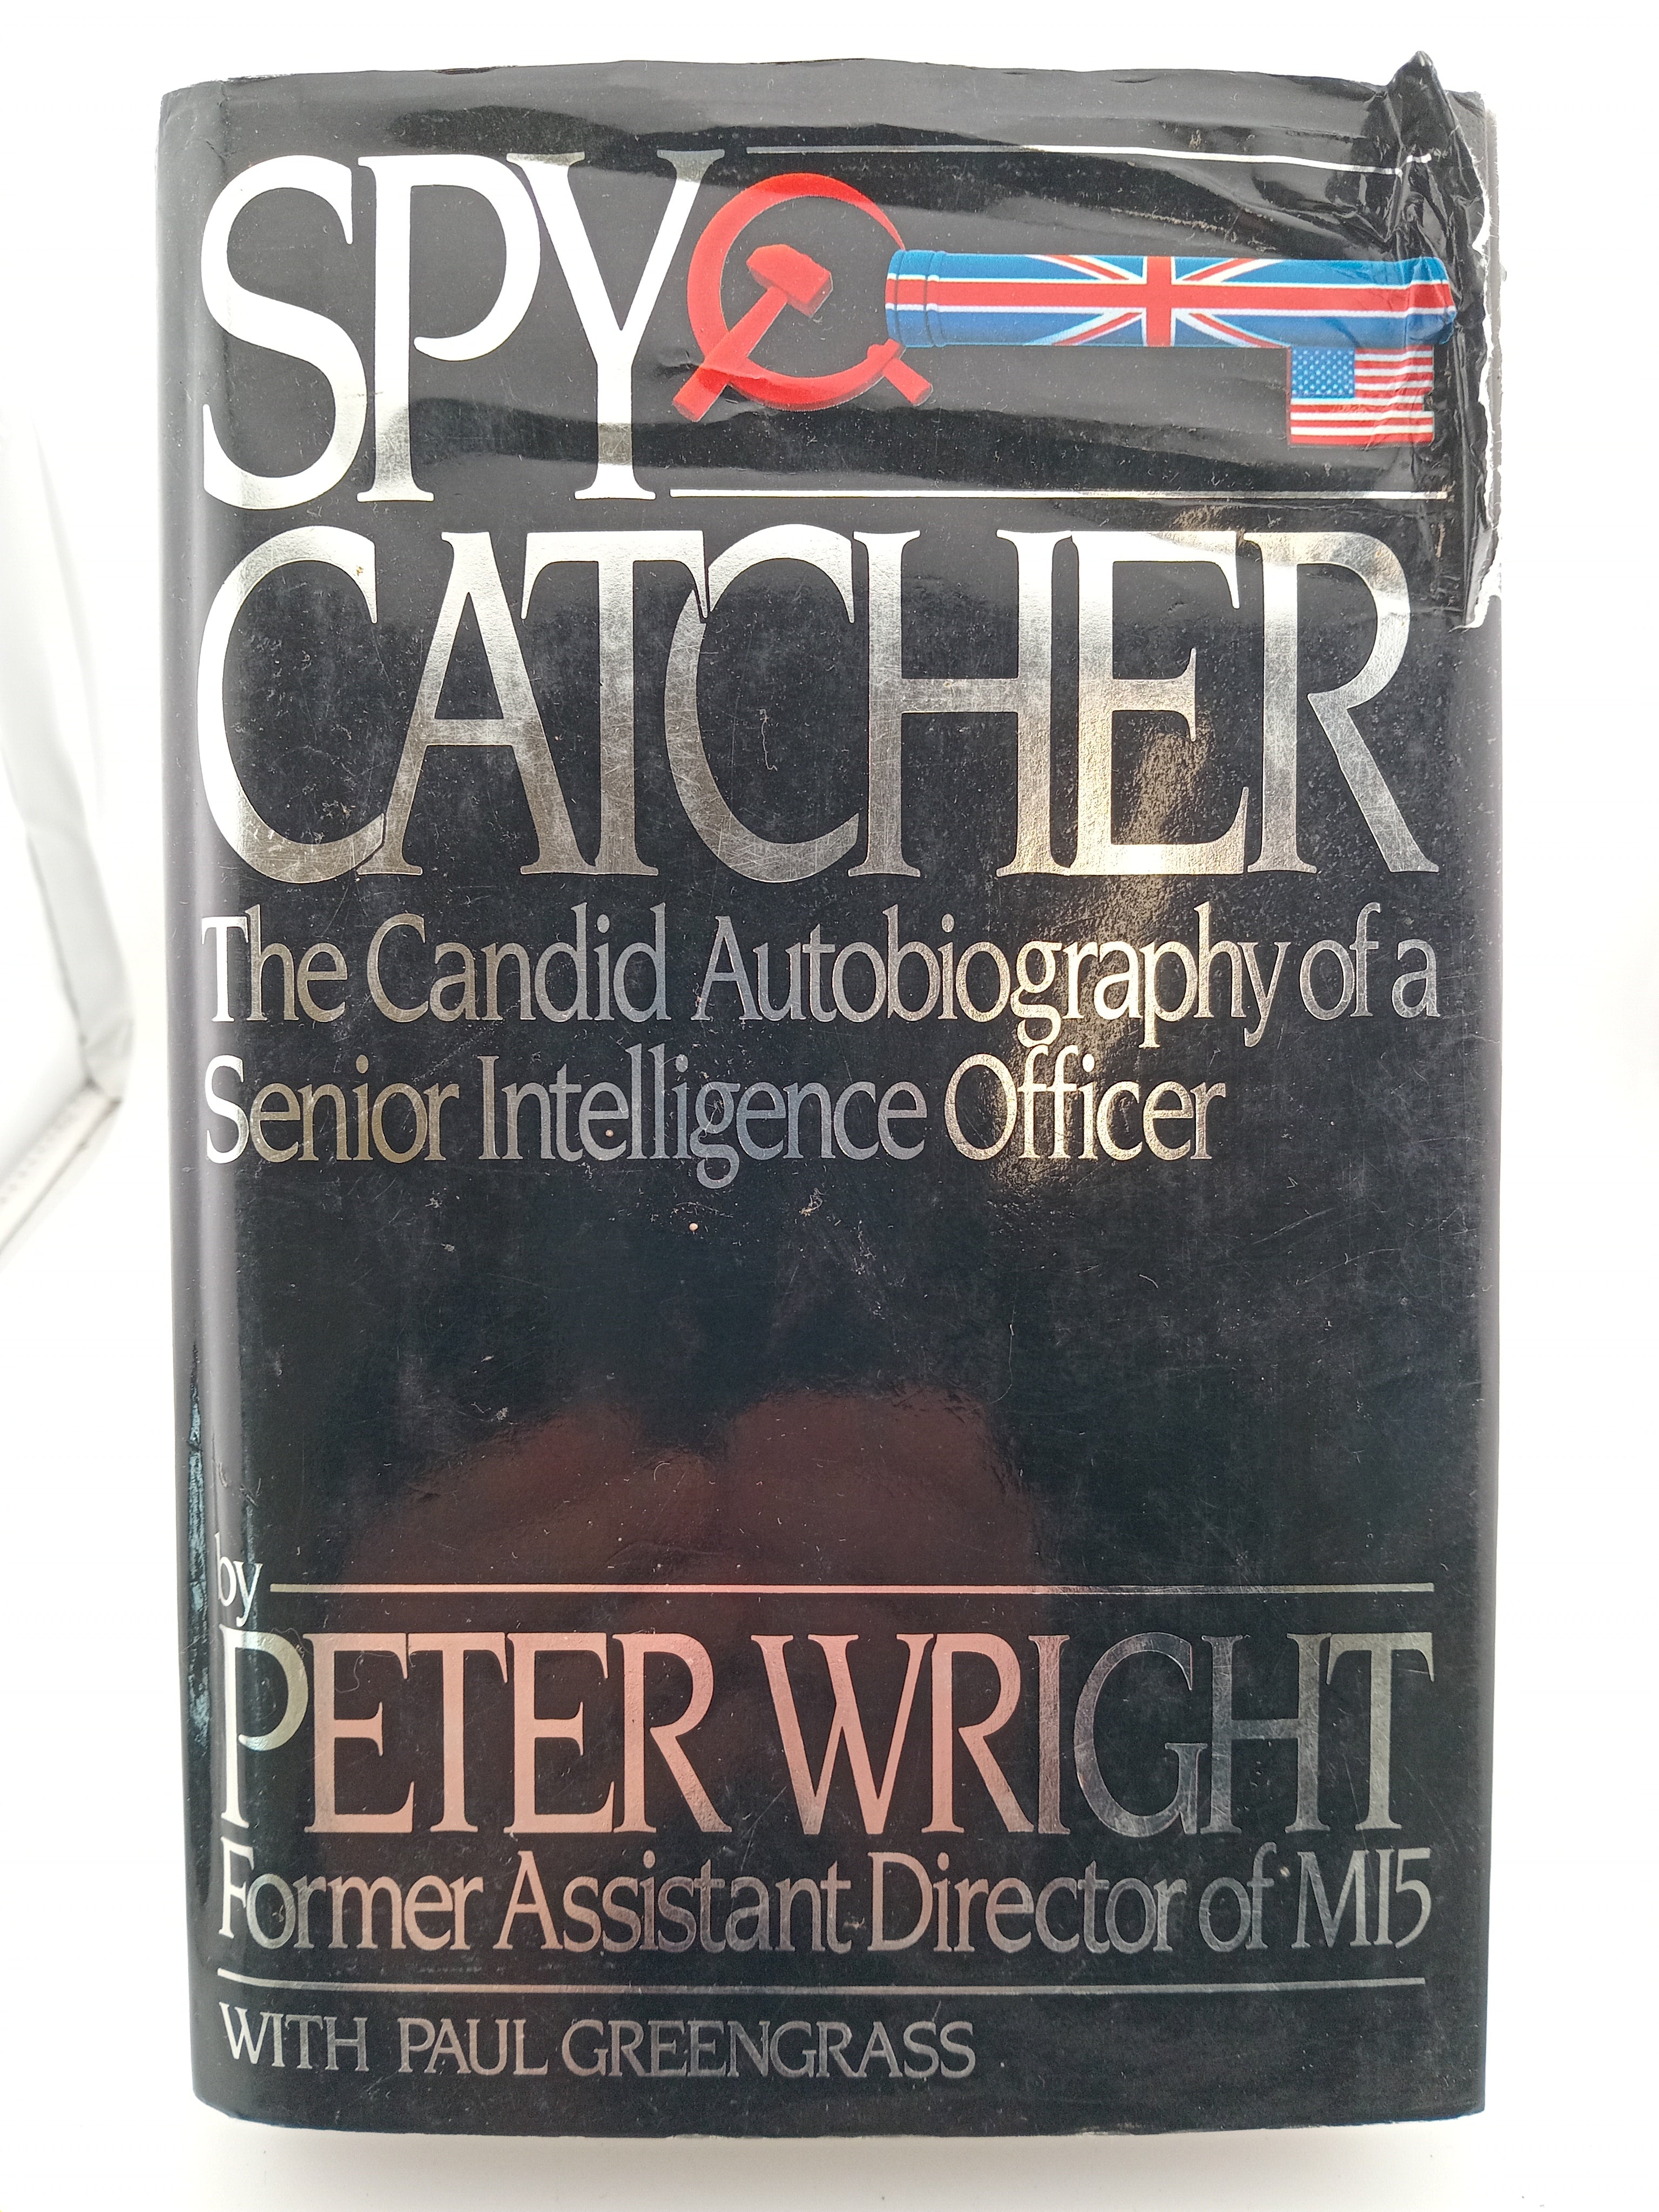 SPY
CATCHER
The Candid Autobiography of a
Senior Intelligence Officer
by
PETER WRIGHT
Former Assistant Director of MI5
WITH PAUL GREENGRASS